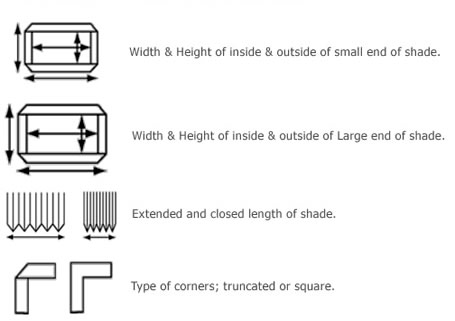 Width & Height of inside & outside of small end of shade.
Width & Height of inside & outside of Large end of shade.
Extended and closed length of shade.
Type of corners; truncated or square.